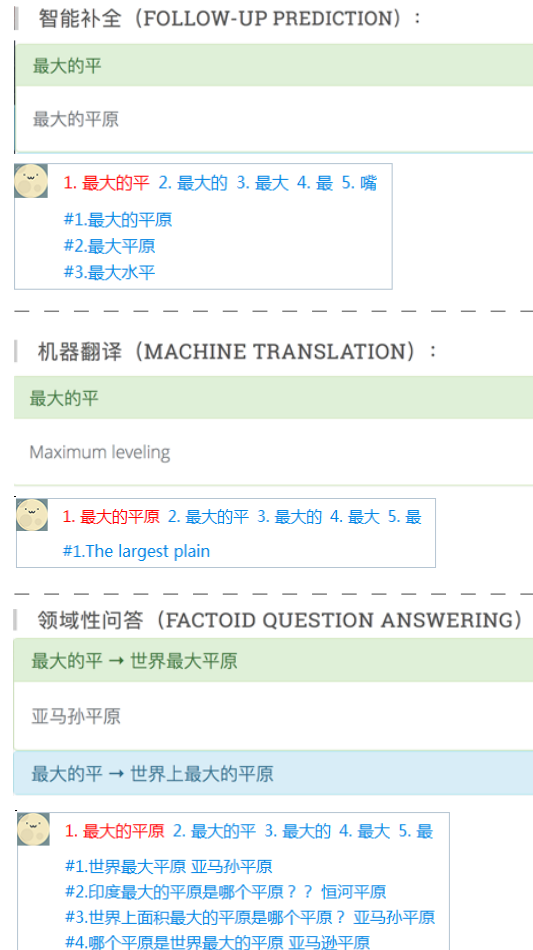 智能补全（FOLLOW-UP PREDICTION）:
最大的平
最大的平原
1. 最大的平 2. 最大的 3. 最大 4. 最 5. 嘴
#1.最大的平原
#2.最大平原
#3.最大水平
机器翻译（MACHINE TRANSLATION）:
最大的平
Maximum leveling
1. 最大的平原 2. 最大的平 3. 最大的 4. 最大 5. 最
#1.The largest plain
领域性问答（FACTOID QUESTION ANSWERING）
最大的平 → 世界最大平原
亚马孙平原
最大的平 → 世界上最大的平原
1. 最大的平原 2. 最大的平 3. 最大的 4. 最大 5. 最
#1.世界最大平原 亚马孙平原
#2.印度最大的平原是哪个平原？？ 恒河平原
#3.世界上面积最大的平原是哪个平原？ 亚马孙平原
#4.哪个平原是世界最大的平原 亚马逊平原